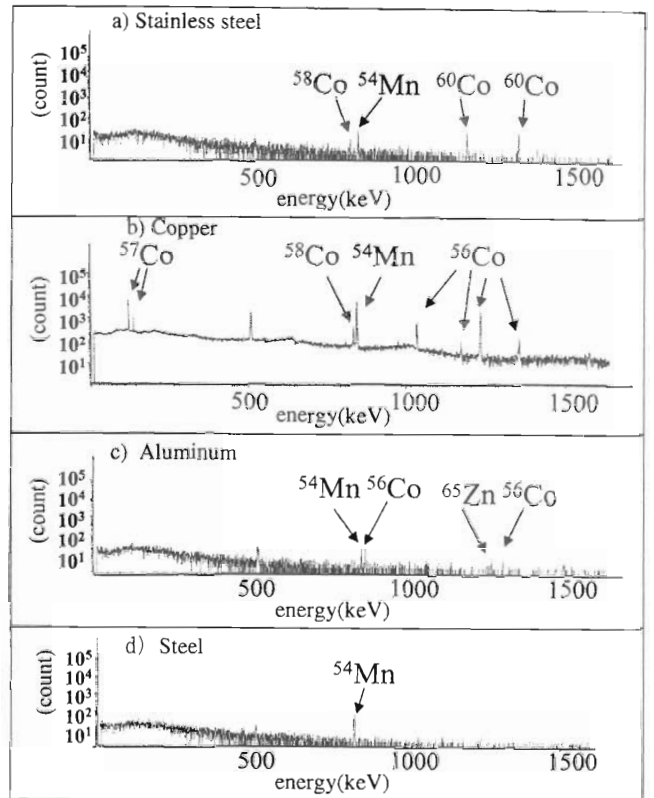 a) Stainless steel
(count)
10⁵
10⁴
10³
10²
10¹
⁵⁸Co ⁵⁴Mn ⁶⁰Co ⁶⁰Co
500 1000 1500
energy(keV)
b) Copper
(count)
10⁵
10⁴
10³
10²
10¹
⁵⁷Co ⁵⁸Co ⁵⁴Mn ⁵⁶Co
500 1000 1500
energy(keV)
c) Aluminum
(count)
10⁵
10⁴
10³
10²
10¹
⁵⁴Mn ⁵⁶Co ⁶⁵Zn ⁵⁶Co
500 1000 1500
energy(keV)
d) Steel
(count)
10⁵
10⁴
10³
10²
10¹
⁵⁴Mn
500 1000 1500
energy(keV)